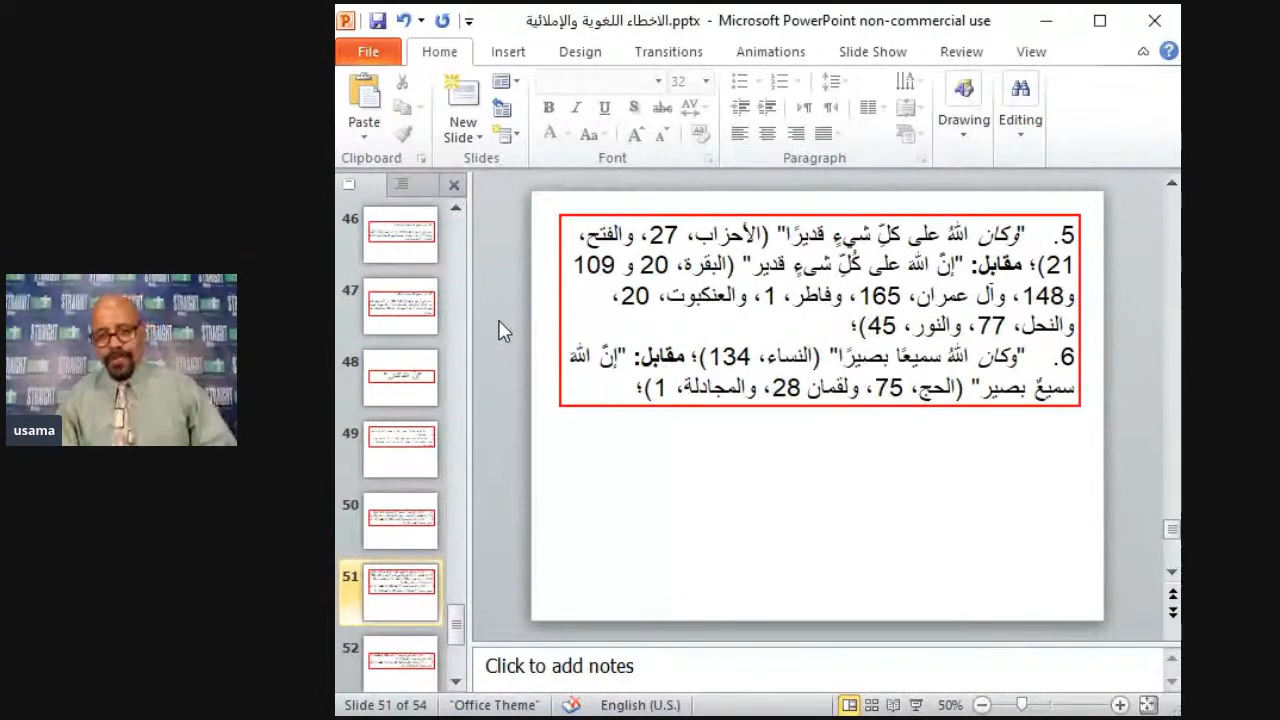 الاخطاء اللغوية والإملائية.pptx - Microsoft PowerPoint non-commercial use
File Home Insert Design Transitions Animations Slide Show Review View
32
Paste New Slide Drawing Editing
Clipboard Slides Font Paragraph
46
47
48
49
50
51
52
5. "وكان اللهُ على كلِّ شيءٍ قديرًا" (الأحزاب، 27، والفتح،
21)؛ مقابل: "إنَّ اللهَ على كُلِّ شىءٍ قدير" (البقرة، 20 و 109
و148، وآل عمران، 165، وفاطر، 1، والعنكبوت، 20،
والنحل، 77، والنور، 45)؛
6. "وكان اللهُ سميعًا بصيرًا" (النساء، 134)؛ مقابل: "إنَّ اللهَ
سميعٌ بصير" (الحج، 75، ولقمان 28، والمجادلة، 1)؛
usama
Click to add notes
Slide 51 of 54 "Office Theme" English (U.S.) 50%